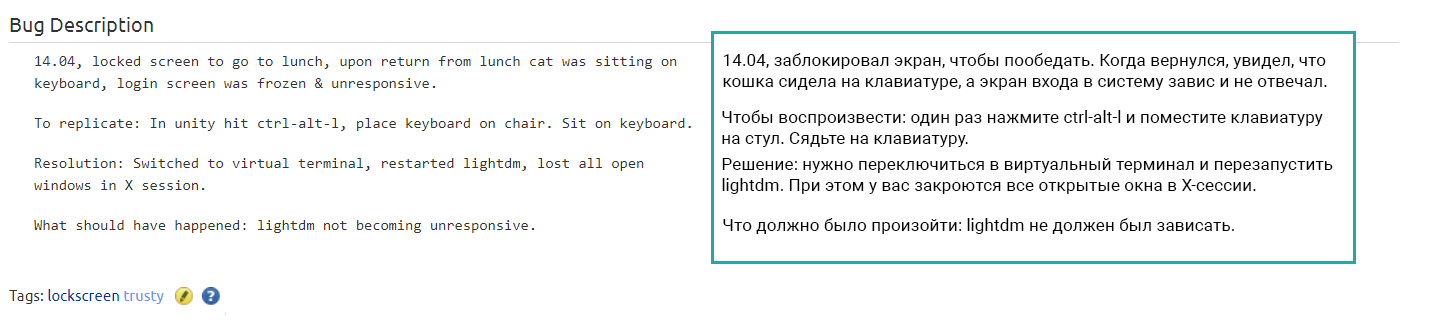 Bug Description
14.04, locked screen to go to lunch, upon return from lunch cat was sitting on
keyboard, login screen was frozen & unresponsive.
To replicate: In unity hit ctrl-alt-l, place keyboard on chair. Sit on keyboard.
Resolution: Switched to virtual terminal, restarted lightdm, lost all open
windows in X session.
What should have happened: lightdm not becoming unresponsive.
14.04, заблокировал экран, чтобы пообедать. Когда вернулся, увидел, что
кошка сидела на клавиатуре, а экран входа в систему завис и не отвечал.
Чтобы воспроизвести: один раз нажмите ctrl-alt-l и поместите клавиатуру
на стул. Сядьте на клавиатуру.
Решение: нужно переключиться в виртуальный терминал и перезапустить
lightdm. При этом у вас закроются все открытые окна в X-сессии.
Что должно было произойти: lightdm не должен был зависать.
Tags: lockscreen trusty